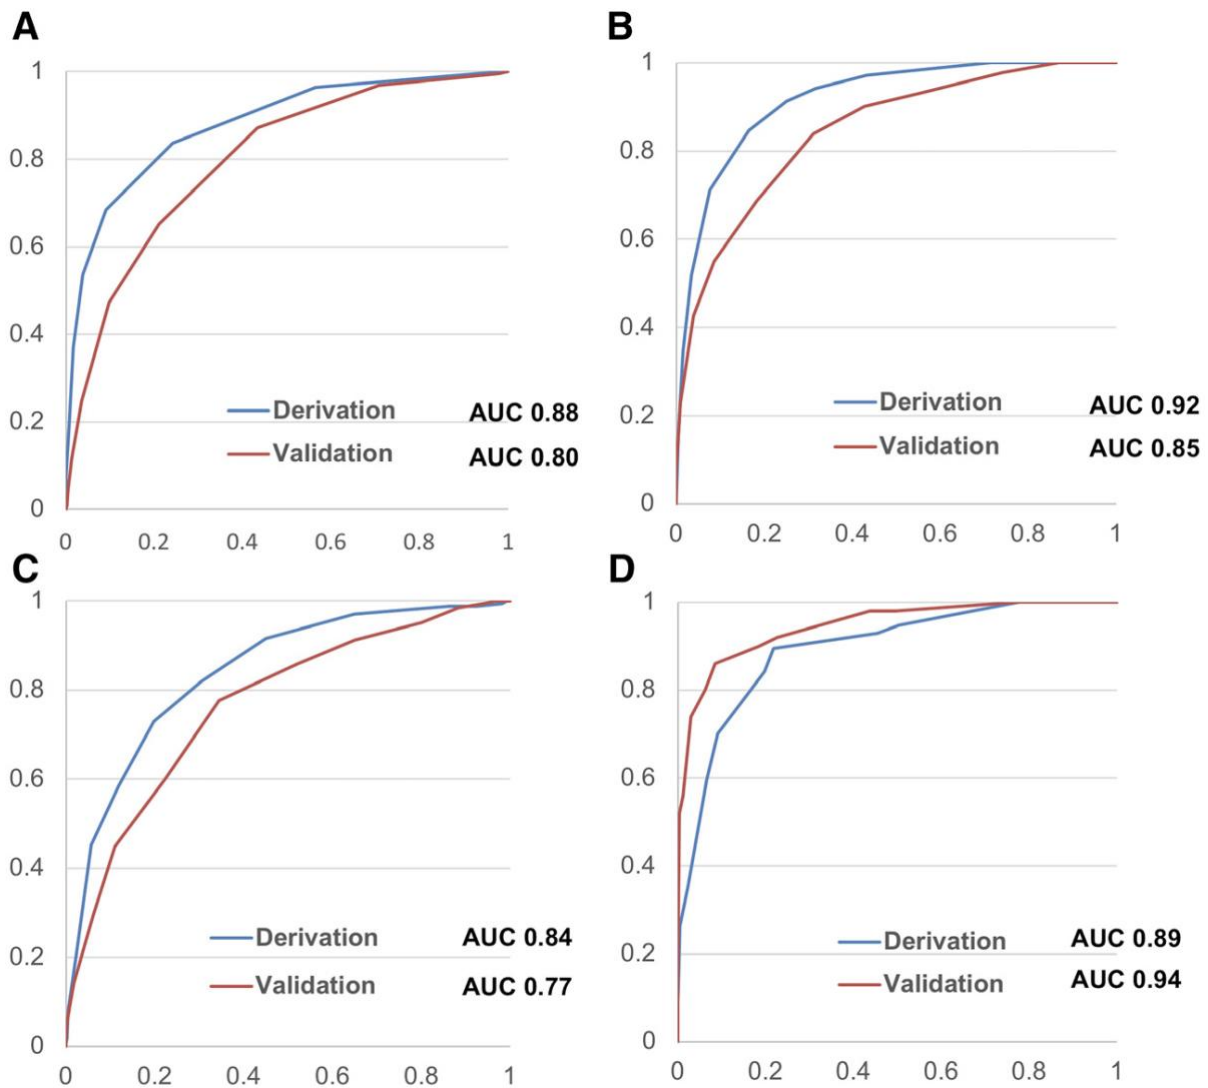 A
1
0.8
0.6
0.4
0.2
0
Derivation AUC 0.88
Validation AUC 0.80
0 0.2 0.4 0.6 0.8 1
B
1
0.8
0.6
0.4
0.2
0
Derivation AUC 0.92
Validation AUC 0.85
0 0.2 0.4 0.6 0.8 1
C
1
0.8
0.6
0.4
0.2
0
Derivation AUC 0.84
Validation AUC 0.77
0 0.2 0.4 0.6 0.8 1
D
1
0.8
0.6
0.4
0.2
0
Derivation AUC 0.89
Validation AUC 0.94
0 0.2 0.4 0.6 0.8 1